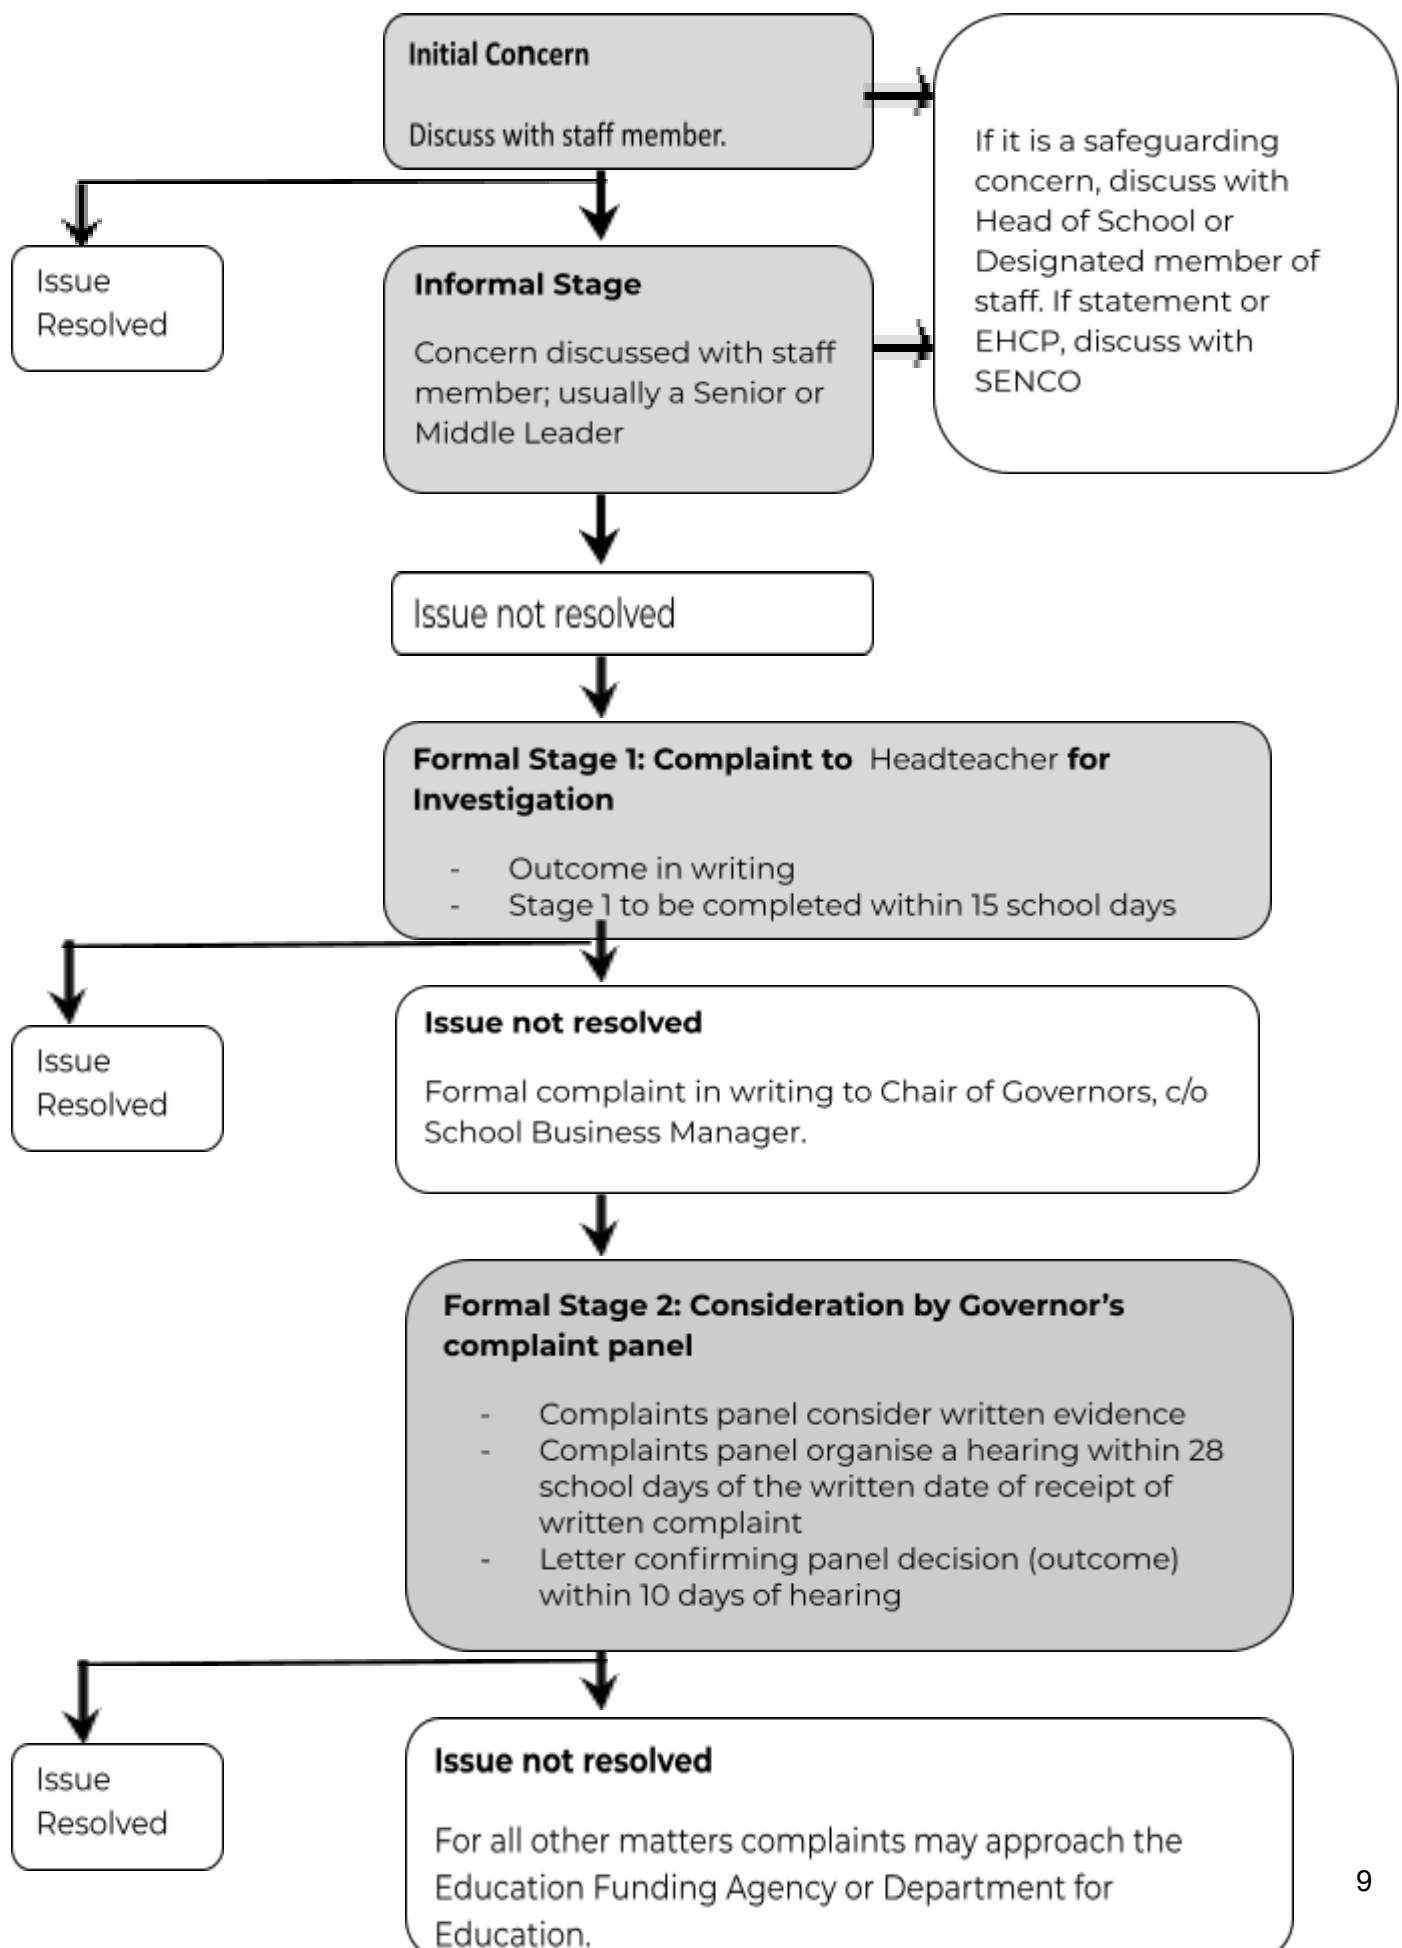 Initial Concern
Discuss with staff member.
If it is a safeguarding
concern, discuss with
Head of School or
Designated member of
staff. If statement or
EHCP, discuss with
SENCO
Issue
Resolved
Informal Stage
Concern discussed with staff
member; usually a Senior or
Middle Leader
Issue not resolved
Formal Stage 1: Complaint to Headteacher for
Investigation
- Outcome in writing
- Stage 1 to be completed within 15 school days
Issue
Resolved
Issue not resolved
Formal complaint in writing to Chair of Governors, c/o
School Business Manager.
Formal Stage 2: Consideration by Governor’s
complaint panel
- Complaints panel consider written evidence
- Complaints panel organise a hearing within 28
school days of the written date of receipt of
written complaint
- Letter confirming panel decision (outcome)
within 10 days of hearing
Issue
Resolved
Issue not resolved
For all other matters complaints may approach the
Education Funding Agency or Department for
Education.
9